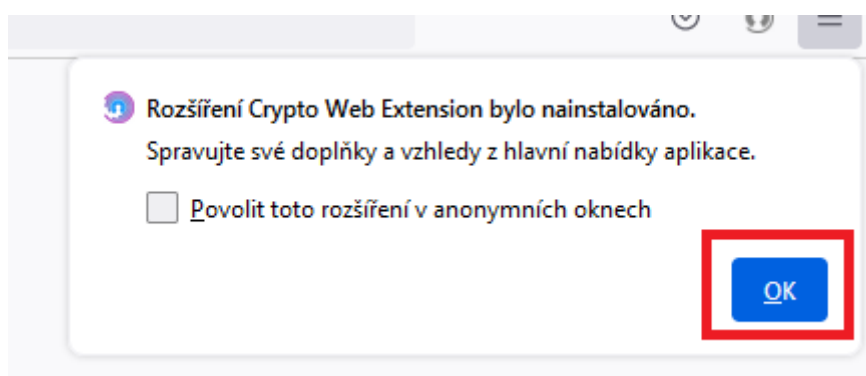 Rozšíření Crypto Web Extension bylo nainstalováno.
Spravujte své doplňky a vzhledy z hlavní nabídky aplikace.
Povolit toto rozšíření v anonymních oknech
OK